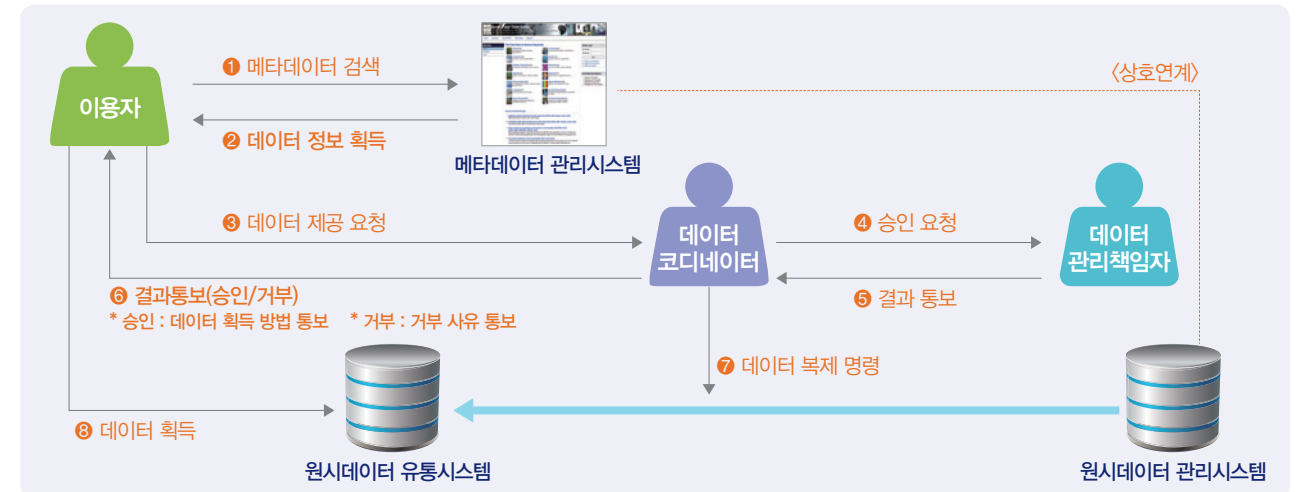 ❶ 메타데이터 검색
〈상호연계〉
이용자
❷ 데이터 정보 획득
메타데이터 관리시스템
❸ 데이터 제공 요청
데이터
코디네이터
❹ 승인 요청
데이터
관리책임자
❻ 결과통보(승인/거부)
* 승인 : 데이터 획득 방법 통보 * 거부 : 거부 사유 통보
❺ 결과 통보
❼ 데이터 복제 명령
❽ 데이터 획득
원시데이터 유통시스템
원시데이터 관리시스템